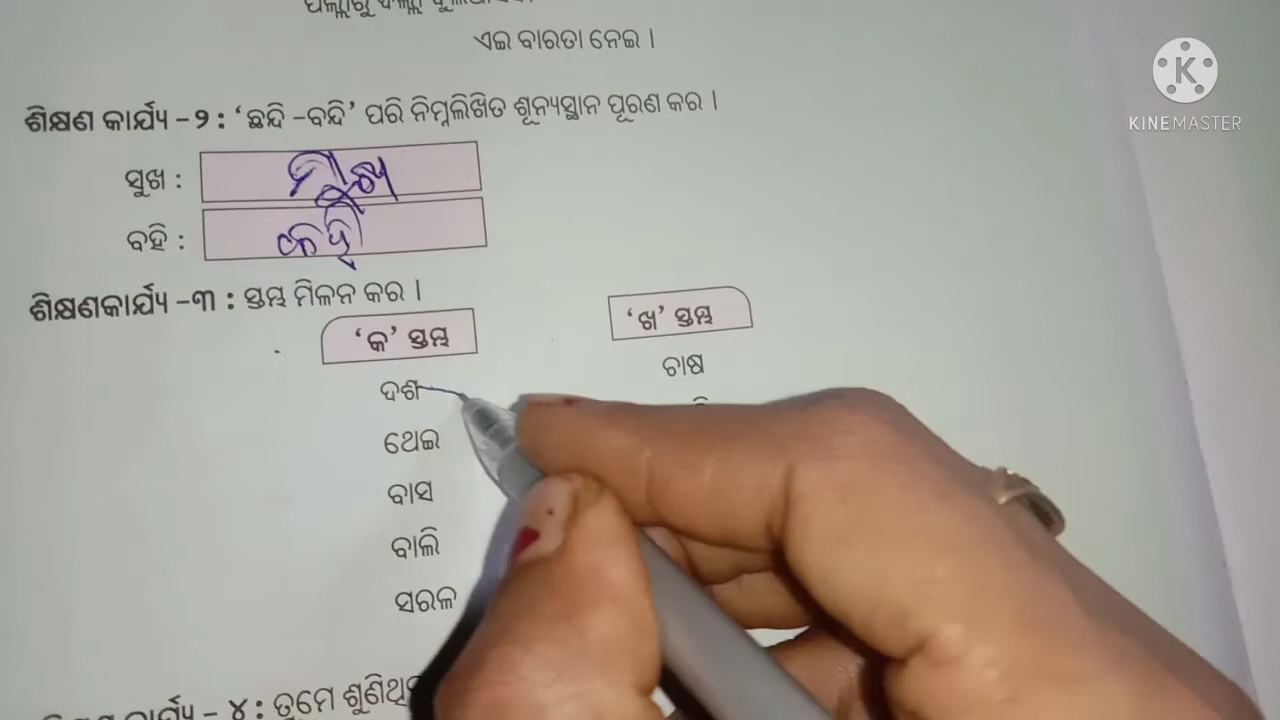 ଏଇ ବାରତା ନେଇ ।
ଶିକ୍ଷଣ କାର୍ଯ୍ୟ – ୨ : ‘ଛନ୍ଦି –ବନ୍ଦି’ ପରି ନିମ୍ନଲିଖିତ ଶୂନ୍ୟସ୍ଥାନ ପୂରଣ କର ।
ସୁଖ :
ବହି :
ଶିକ୍ଷଣକାର୍ଯ୍ୟ –୩ : ସ୍ତମ୍ଭ ମିଳନ କର ।
‘କ’ ସ୍ତମ୍ଭ ‘ଖ’ ସ୍ତମ୍ଭ
ଦଶ ଚାଷ
ଥେଇ
ବାସ
ବାଲି
ସରଳ
କାର୍ଯ୍ୟ – ୪ : ତୁମେ
KINEMASTER